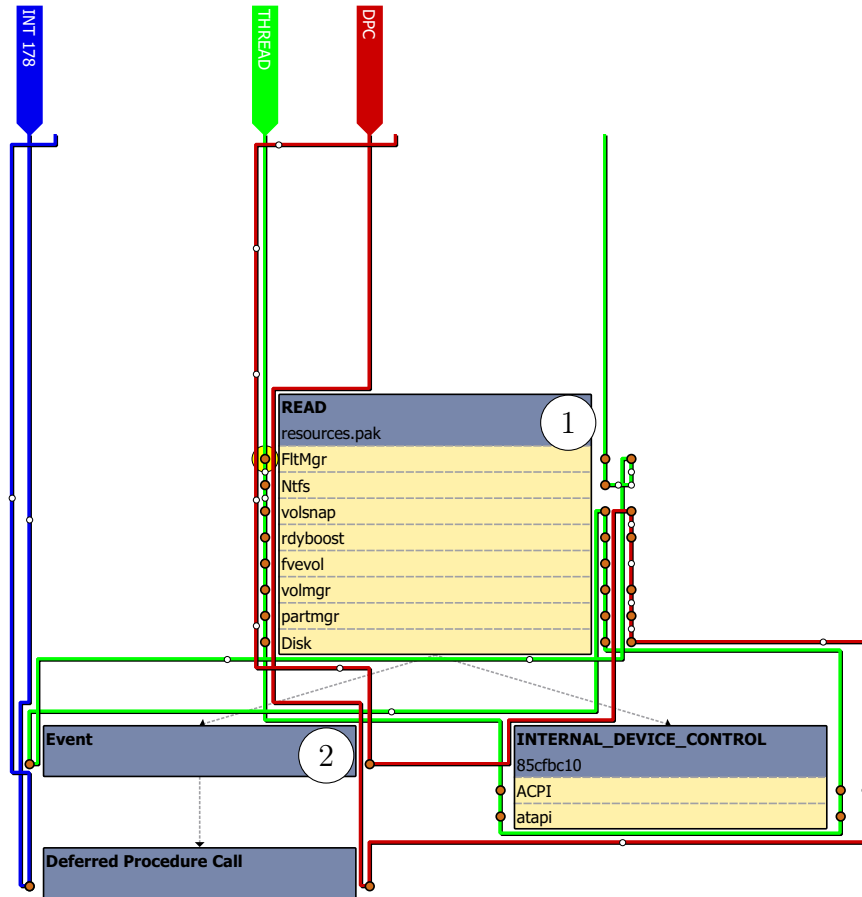 INT 178
THREAD
DPC
READ
resources.pak
1
FltMgr
Ntfs
volsnap
rdyboost
fvevol
volmgr
partmgr
Disk
Event
2
INTERNAL_DEVICE_CONTROL
85cfbc10
ACPI
atapi
Deferred Procedure Call